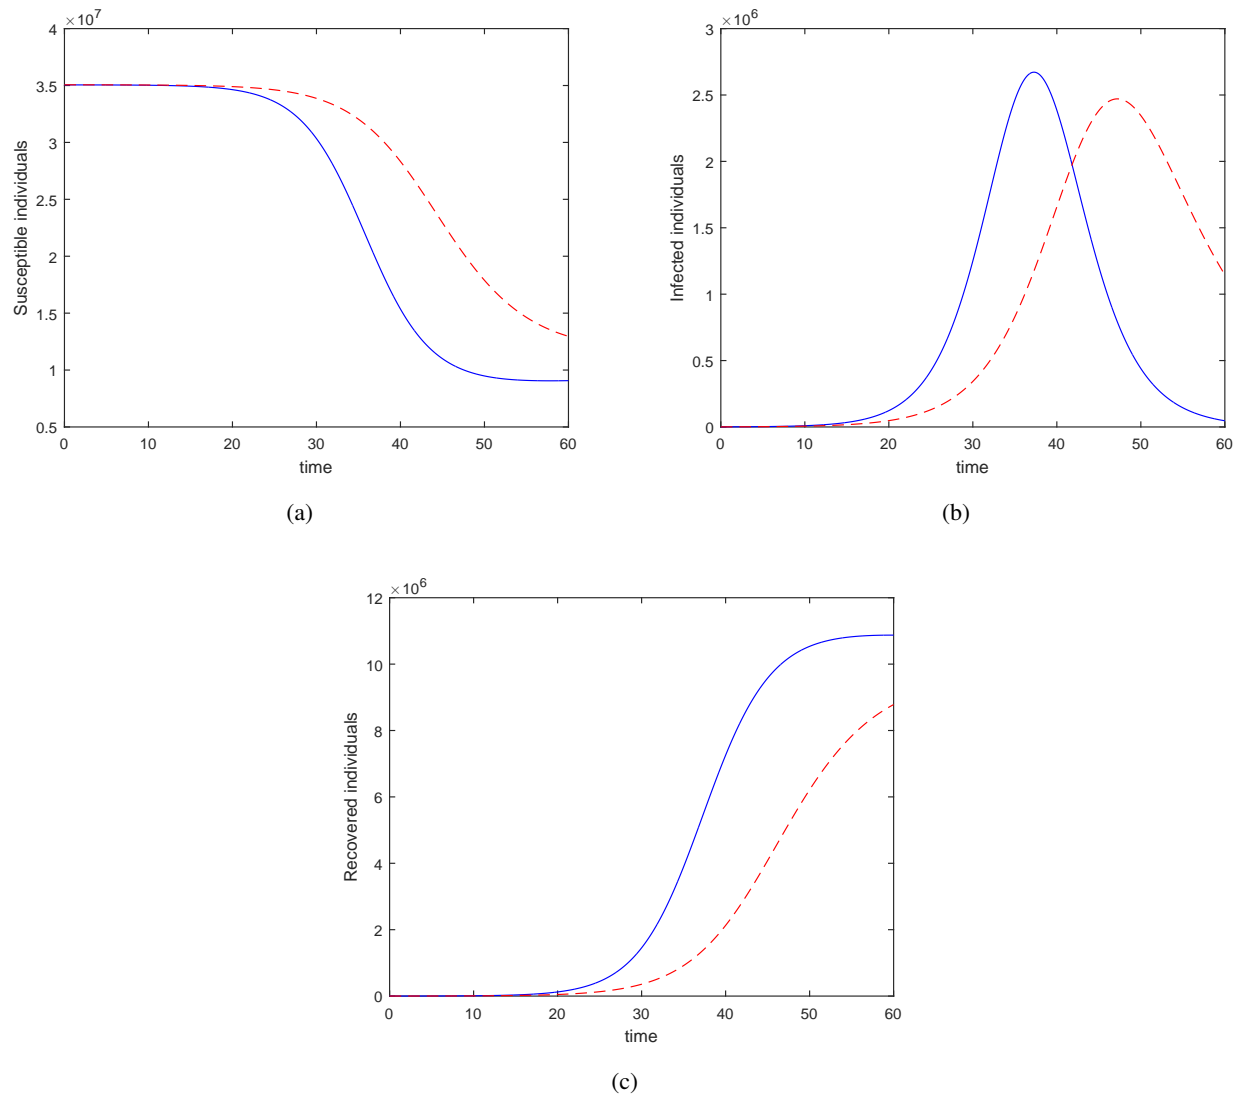 ×10^7
4
3.5
3
2.5
2
1.5
1
0.5
0 10 20 30 40 50 60
Susceptible individuals
time
(a)
×10^6
3
2.5
2
1.5
1
0.5
0
0 10 20 30 40 50 60
Infected individuals
time
(b)
×10^6
12
10
8
6
4
2
0
0 10 20 30 40 50 60
Recovered individuals
time
(c)